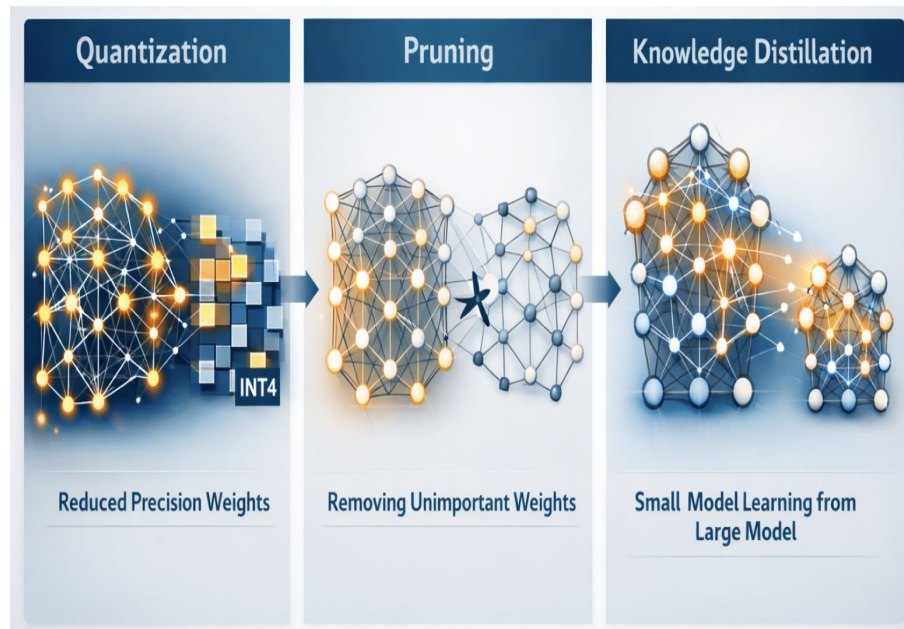 Quantization
INT4
Reduced Precision Weights
Pruning
Removing Unimportant Weights
Knowledge Distillation
Small Model Learning from
Large Model